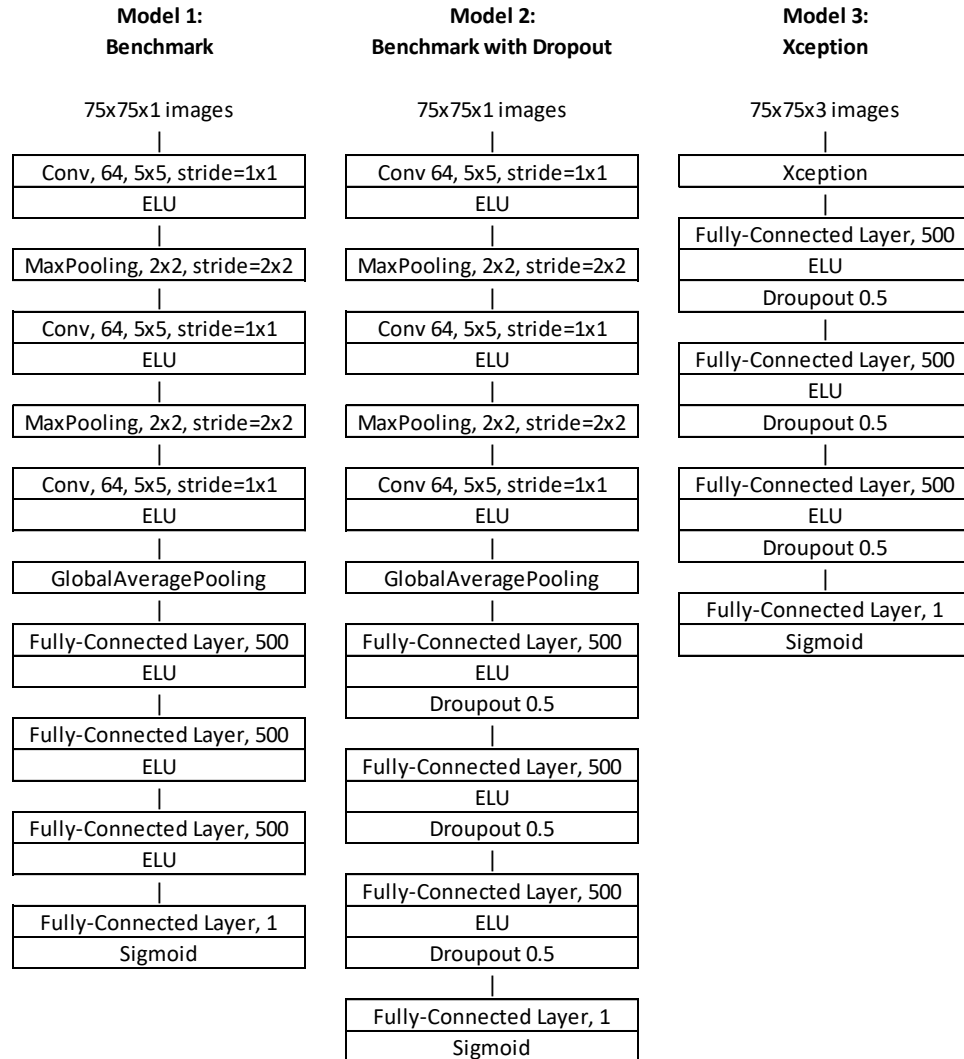 Model 1:
Benchmark
75x75x1 images
Conv, 64, 5x5, stride=1x1
ELU
MaxPooling, 2x2, stride=2x2
Conv, 64, 5x5, stride=1x1
ELU
MaxPooling, 2x2, stride=2x2
Conv, 64, 5x5, stride=1x1
ELU
GlobalAveragePooling
Fully-Connected Layer, 500
ELU
Fully-Connected Layer, 500
ELU
Fully-Connected Layer, 500
ELU
Fully-Connected Layer, 1
Sigmoid
Model 2:
Benchmark with Dropout
75x75x1 images
Conv 64, 5x5, stride=1x1
ELU
MaxPooling, 2x2, stride=2x2
Conv 64, 5x5, stride=1x1
ELU
MaxPooling, 2x2, stride=2x2
Conv 64, 5x5, stride=1x1
ELU
GlobalAveragePooling
Fully-Connected Layer, 500
ELU
Droupout 0.5
Fully-Connected Layer, 500
ELU
Droupout 0.5
Fully-Connected Layer, 500
ELU
Droupout 0.5
Fully-Connected Layer, 1
Sigmoid
Model 3:
Xception
75x75x3 images
Xception
Fully-Connected Layer, 500
ELU
Droupout 0.5
Fully-Connected Layer, 500
ELU
Droupout 0.5
Fully-Connected Layer, 500
ELU
Droupout 0.5
Fully-Connected Layer, 1
Sigmoid